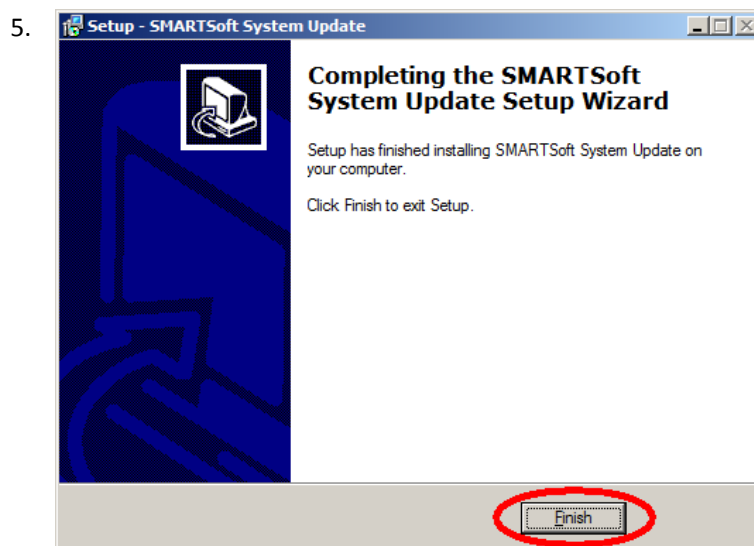 5.
Setup - SMARTSoft System Update
Completing the SMARTSoft
System Update Setup Wizard
Setup has finished installing SMARTSoft System Update on
your computer.
Click Finish to exit Setup.
Finish